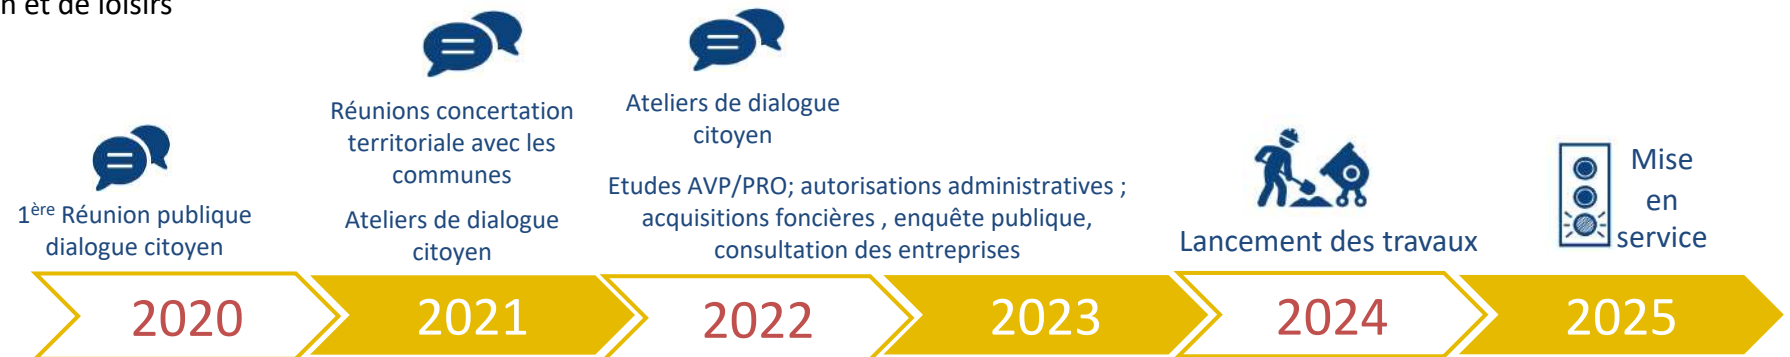 n et de loisirs
1ère Réunion publique
dialogue citoyen
Réunions concertation
territoriale avec les
communes
Ateliers de dialogue
citoyen
Ateliers de dialogue
citoyen
Etudes AVP/PRO; autorisations administratives ;
acquisitions foncières , enquête publique,
consultation des entreprises
Lancement des travaux
Mise
en
service
2020
2021
2022
2023
2024
2025